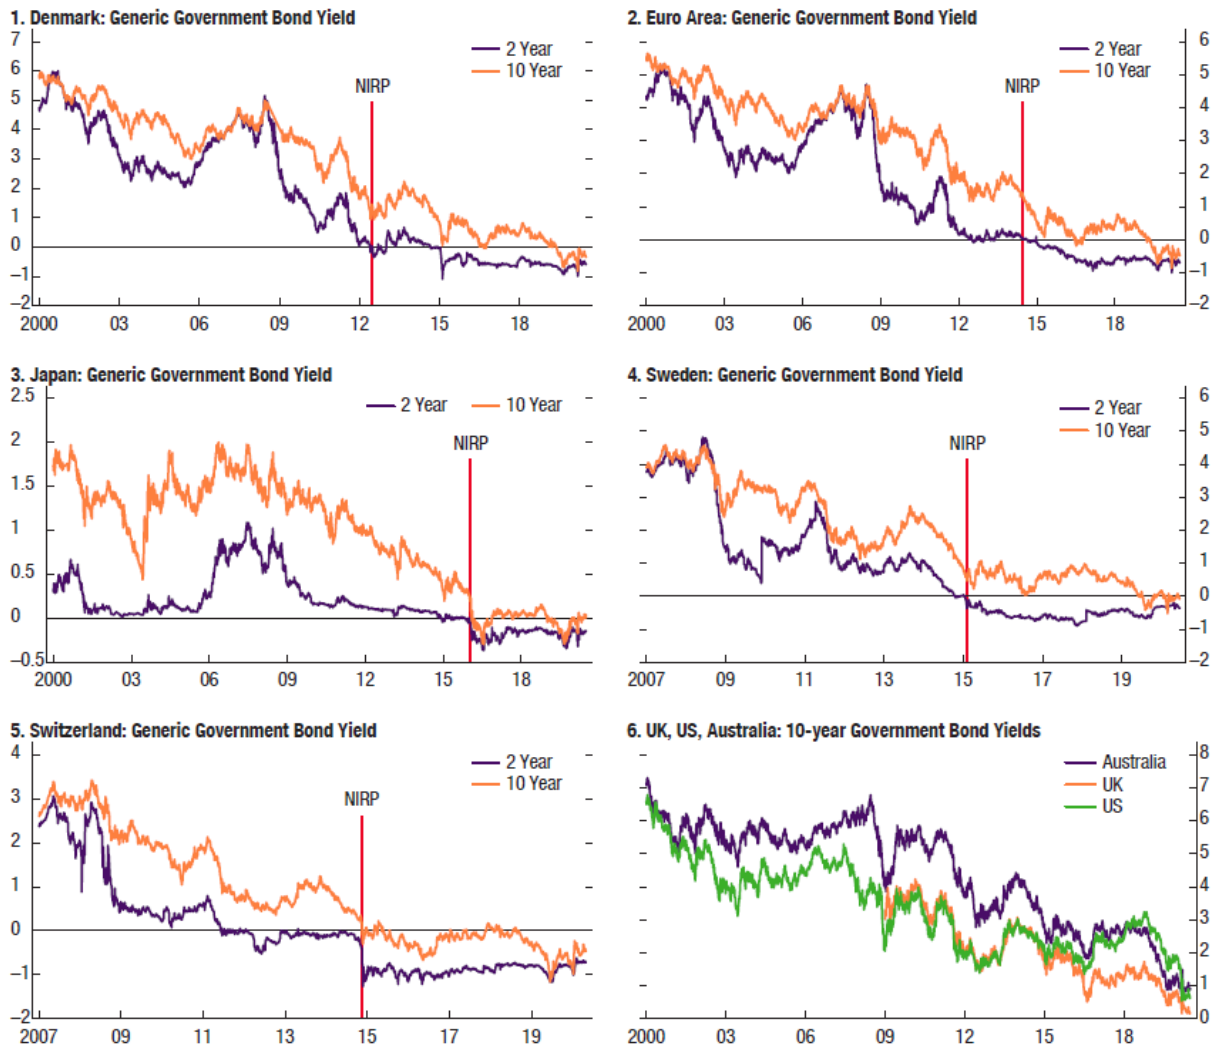 1. Denmark: Generic Government Bond Yield
7
6
5
4
3
2
1
0
–1
–2
2 Year
10 Year
NIRP
2000 03 06 09 12 15 18
2. Euro Area: Generic Government Bond Yield
6
5
4
3
2
1
0
–1
–2
2 Year
10 Year
NIRP
2000 03 06 09 12 15 18
3. Japan: Generic Government Bond Yield
2.5
2
1.5
1
0.5
0
–0.5
2 Year 10 Year
NIRP
2000 03 06 09 12 15 18
4. Sweden: Generic Government Bond Yield
6
5
4
3
2
1
0
–1
–2
2 Year
10 Year
NIRP
2007 09 11 13 15 17 19
5. Switzerland: Generic Government Bond Yield
4
3
2
1
0
–1
–2
2 Year
10 Year
NIRP
2007 09 11 13 15 17 19
6. UK, US, Australia: 10-year Government Bond Yields
8
7
6
5
4
3
2
1
0
Australia
UK
US
2000 03 06 09 12 15 18